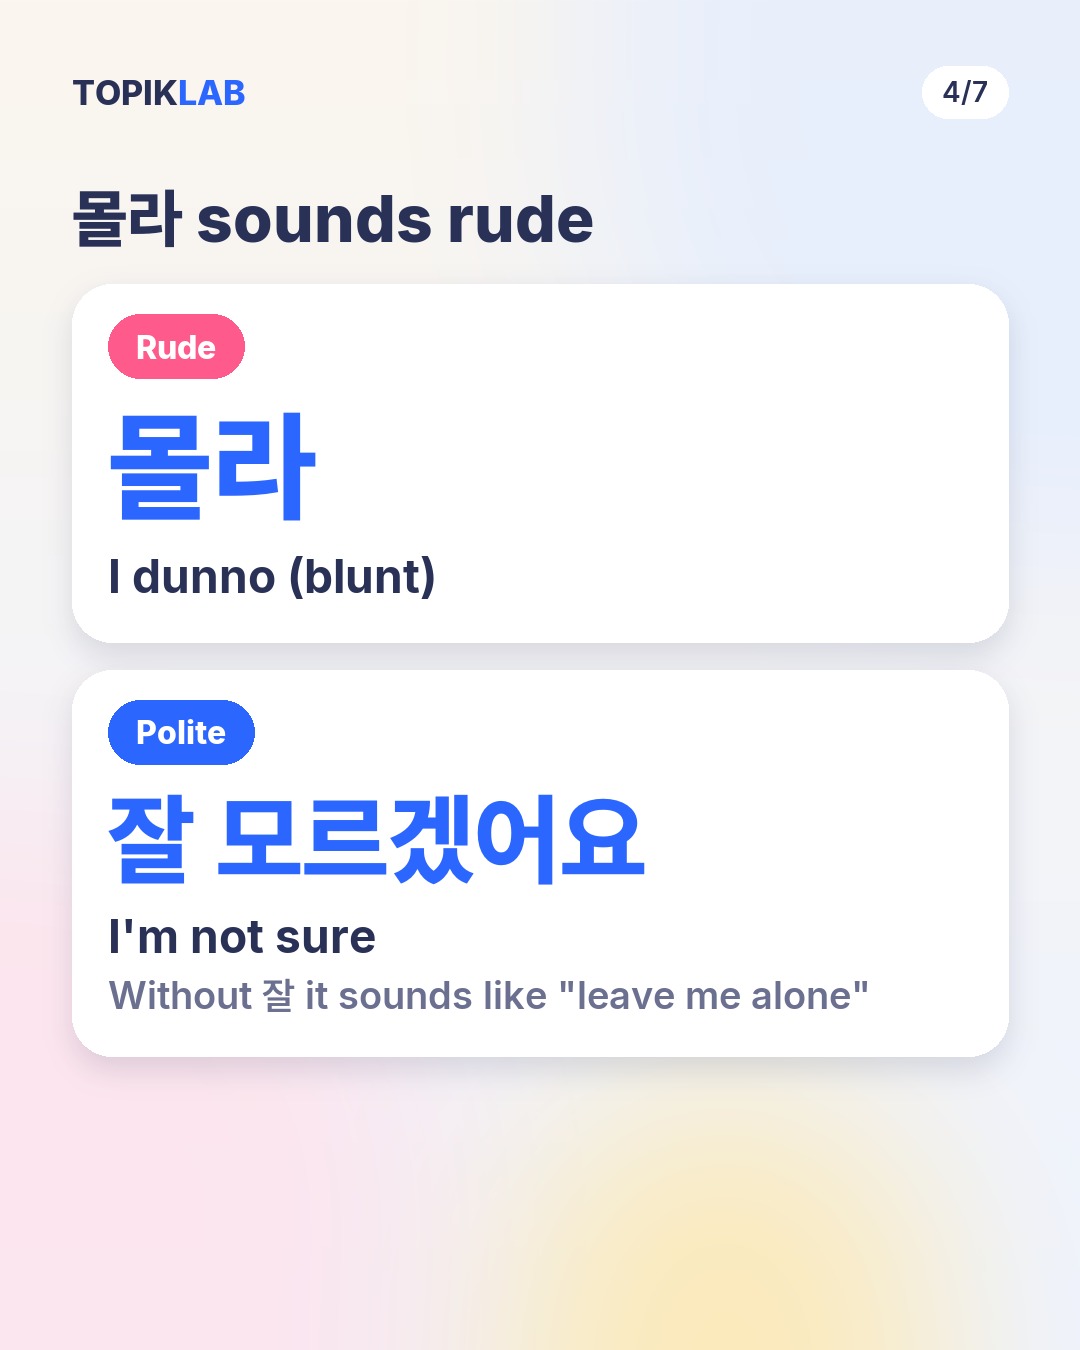 TOPIKLAB
4/7
몰라 sounds rude
Rude
몰라
I dunno (blunt)
Polite
잘 모르겠어요
I'm not sure
Without 잘 it sounds like "leave me alone"